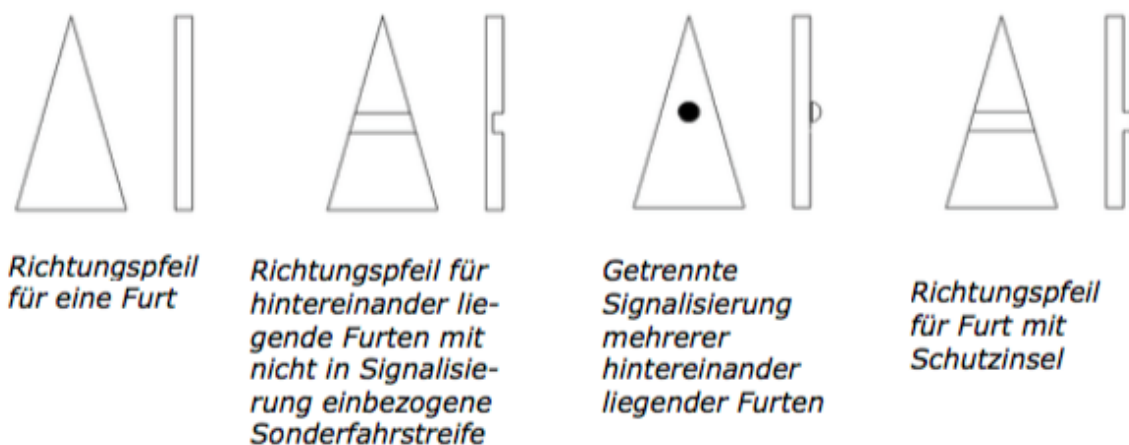 Richtungspfeil
für eine Furt
Richtungspfeil für
hintereinander lie-
gende Furten mit
nicht in Signalisie-
rung einbezogene
Sonderfahrstreife
Getrennte
Signalisierung
mehrerer
hintereinander
liegender Furten
Richtungspfeil
für Furt mit
Schutzinsel